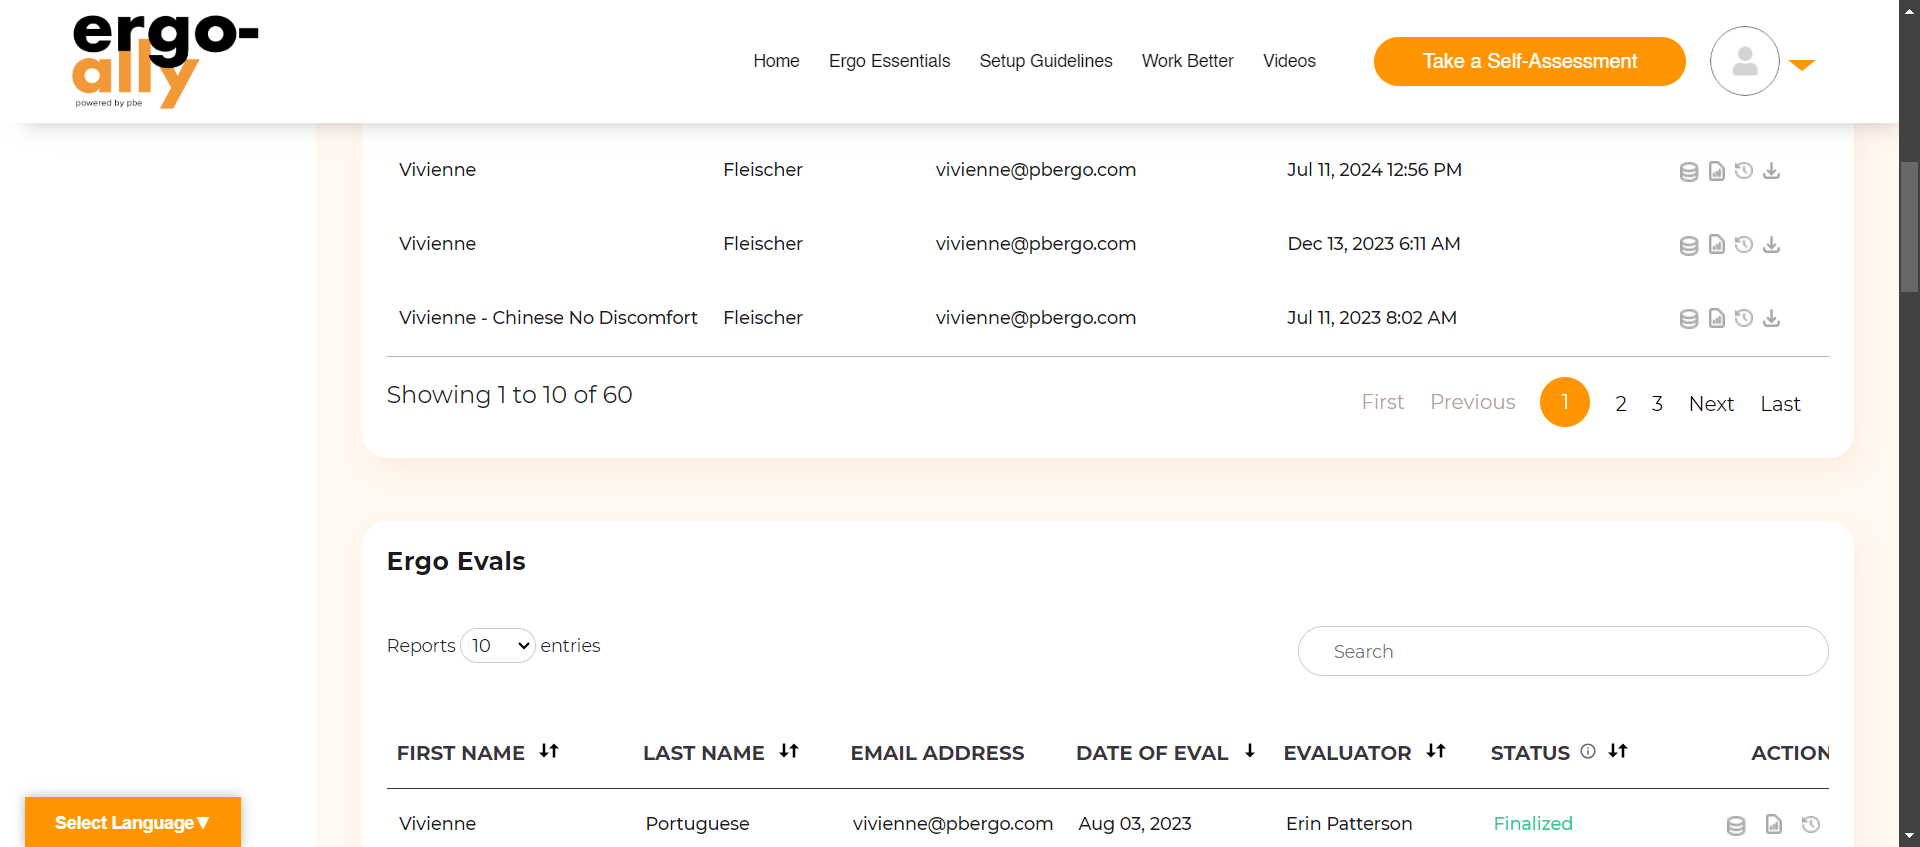 ergo-
ally
powered by pbe
Home Ergo Essentials Setup Guidelines Work Better Videos Take a Self-Assessment
Vivienne Fleischer vivienne@pbergo.com Jul 11, 2024 12:56 PM
Vivienne Fleischer vivienne@pbergo.com Dec 13, 2023 6:11 AM
Vivienne - Chinese No Discomfort Fleischer vivienne@pbergo.com Jul 11, 2023 8:02 AM
Showing 1 to 10 of 60
First Previous 1 2 3 Next Last
Ergo Evals
Reports 10 entries Search
FIRST NAME LAST NAME EMAIL ADDRESS DATE OF EVAL EVALUATOR STATUS ACTION
Vivienne Portuguese vivienne@pbergo.com Aug 03, 2023 Erin Patterson Finalized
Select Language▼